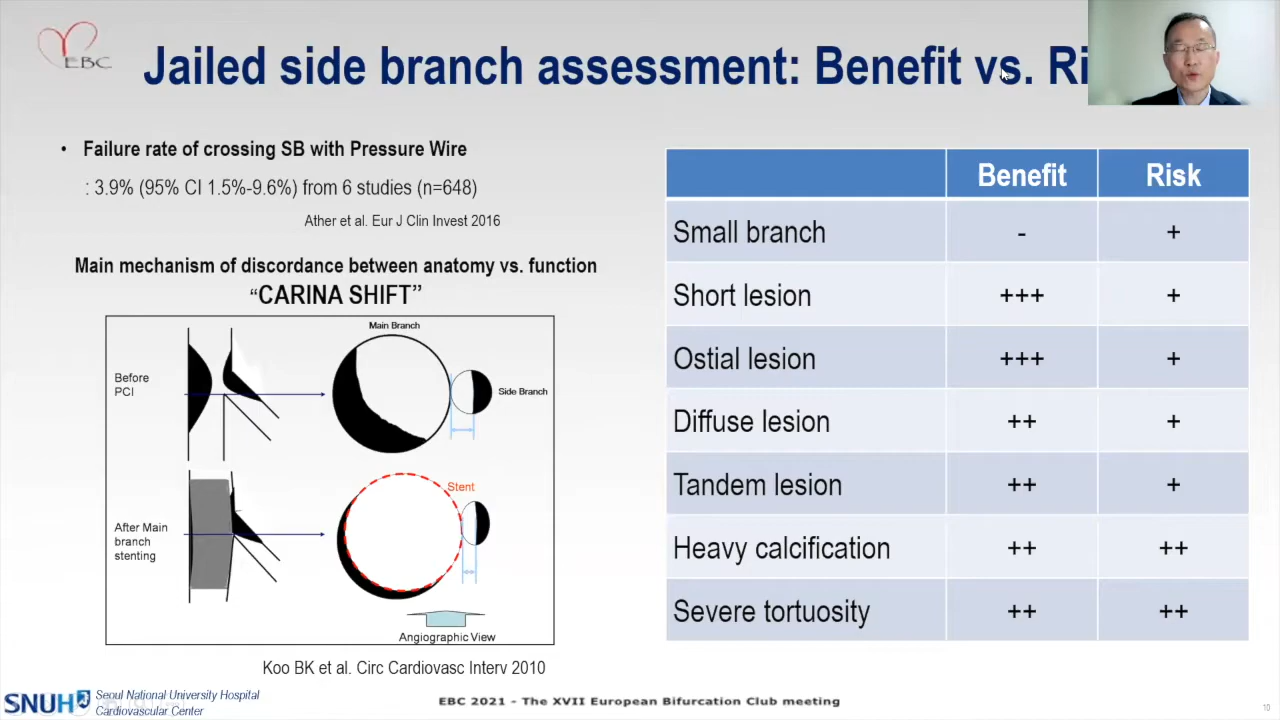 EBC
Jailed side branch assessment: Benefit vs. Ri
• Failure rate of crossing SB with Pressure Wire
: 3.9% (95% CI 1.5%-9.6%) from 6 studies (n=648)
Ather et al. Eur J Clin Invest 2016
Main mechanism of discordance between anatomy vs. function
“CARINA SHIFT”
Main Branch
Before
PCI
Side Branch
Stent
After Main
branch
stenting
Angiographic View
Koo BK et al. Circ Cardiovasc Interv 2010
Benefit Risk
Small branch - +
Short lesion +++ +
Ostial lesion +++ +
Diffuse lesion ++ +
Tandem lesion ++ +
Heavy calcification ++ ++
Severe tortuosity ++ ++
SNUH
Seoul National University Hospital
Cardiovascular Center
EBC 2021 - The XVII European Bifurcation Club meeting
10